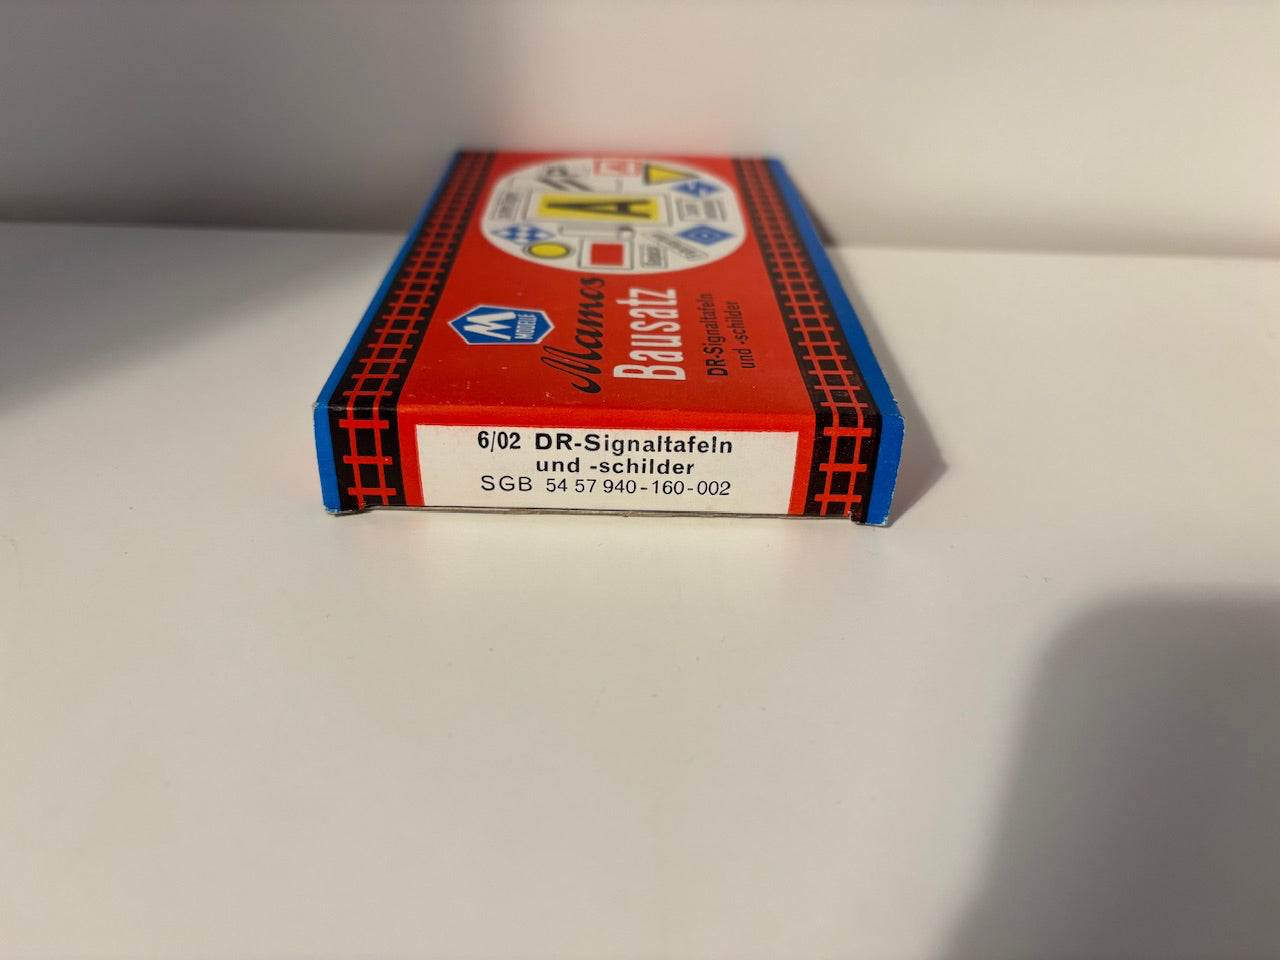 A
M
MODELLE
Mamos
Bausatz
DR-Signaltafeln
und -schilder
6/02 DR-Signaltafeln
und -schilder
SGB 54 57 940-160-002